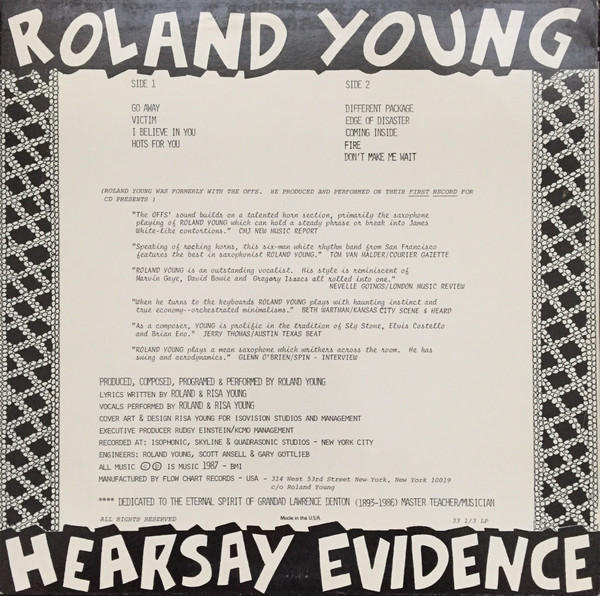 ROLAND YOUNG
SIDE 1
GO AWAY
VICTIM
I BELIEVE IN YOU
HOTS FOR YOU
SIDE 2
DIFFERENT PACKAGE
EDGE OF DISASTER
COMING INSIDE
FIRE
DON'T MAKE ME WAIT
(ROLAND YOUNG WAS FORMERLY WITH THE OFFS. HE PRODUCED AND PERFORMED ON THEIR FIRST RECORD FOR
CD PRESENTS )
"The OFFS' sound builds on a talented horn section, primarily the saxophone
playing of ROLAND YOUNG which can hold a steady phrase or break into James
White-like contortions." CMJ NEW MUSIC REPORT
"Speaking of rocking horns, this six-man white rhythm band from San Francisco
features the best in saxophonist ROLAND YOUNG." TOM VAN MALDER/COURIER GAZETTE
"ROLAND YOUNG is an outstanding vocalist. His style is reminiscent of
Marvin Gaye, David Bowie and Gregory Isaacs all rolled into one."
NEVELLE GOINGS/LONDON MUSIC REVIEW
"When he turns to the keyboards ROLAND YOUNG plays with haunting instinct and
true economy--orchestrated minimalisms." BETH WARTMAN/KANSAS CITY SCENE & HEARD
"As a composer, YOUNG is prolific in the tradition of Sly Stone, Elvis Costello
and Brian Eno." JERRY THOMAS/AUSTIN TEXAS BEAT
"ROLAND YOUNG plays a mean saxophone which writhers across the room. He has
swing and aerodynamics." GLENN O'BRIEN/SPIN - INTERVIEW
PRODUCED, COMPOSED, PROGRAMED & PERFORMED BY ROLAND YOUNG
LYRICS WRITTEN BY ROLAND & RISA YOUNG
VOCALS PERFORMED BY ROLAND & RISA YOUNG
COVER ART & DESIGN RISA YOUNG FOR ISOVISION STUDIOS AND MANAGEMENT
EXECUTIVE PRODUCER RUDGY EINSTEIN/KCMO MANAGEMENT
RECORDED AT: ISOPHONIC, SKYLINE & QUADRASONIC STUDIOS - NEW YORK CITY
ENGINEERS: ROLAND YOUNG, SCOTT ANSELL & GARY GOTTLIEB
ALL MUSIC © ℗ IS MUSIC 1987 - BMI
MANUFACTURED BY FLOW CHART RECORDS - USA - 314 West 53rd Street New York, New York 10019
c/o Roland Young
**** DEDICATED TO THE ETERNAL SPIRIT OF GRANDAD LAWRENCE DENTON (1893-1986) MASTER TEACHER/MUSICIAN
ALL RIGHTS RESERVED
Made in the U.S.A
33 1/3 LP
HEARSAY EVIDENCE